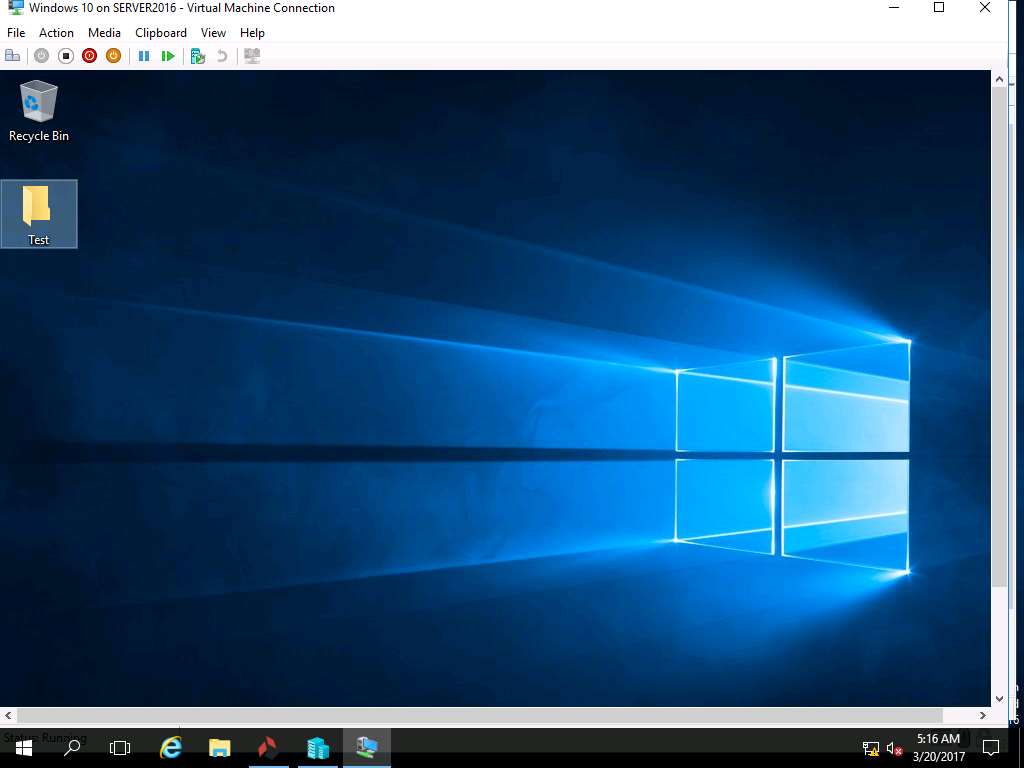 Windows 10 on SERVER2016 - Virtual Machine Connection
File Action Media Clipboard View Help
Recycle Bin
Test
Status: Running
5:16 AM
3/20/2017